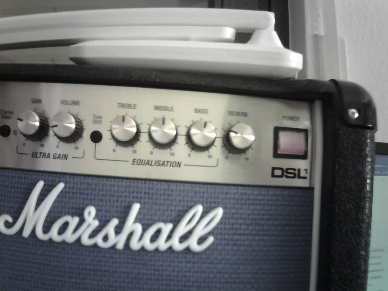 GAIN VOLUME TREBLE MIDDLE BASS REVERB POWER
ULTRA GAIN EQUALISATION
DSL
Marshall